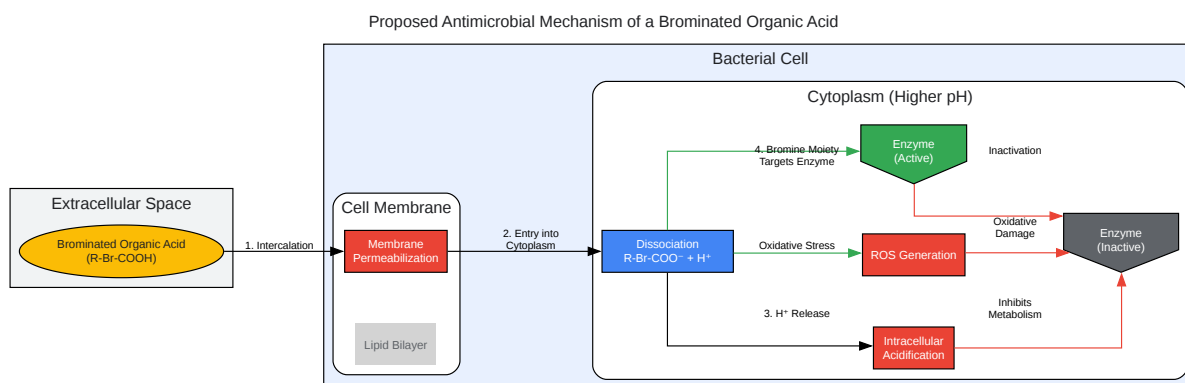 Proposed Antimicrobial Mechanism of a Brominated Organic Acid
Bacterial Cell
Cytoplasm (Higher pH)
Extracellular Space
Brominated Organic Acid
(R-Br-COOH)
1. Intercalation
Cell Membrane
Membrane
Permeabilization
Lipid Bilayer
2. Entry into
Cytoplasm
Dissociation
R-Br-COO⁻ + H⁺
4. Bromine Moiety
Targets Enzyme
Enzyme
(Active)
Inactivation
Oxidative Stress
ROS Generation
Oxidative
Damage
Enzyme
(Inactive)
3. H⁺ Release
Intracellular
Acidification
Inhibits
Metabolism